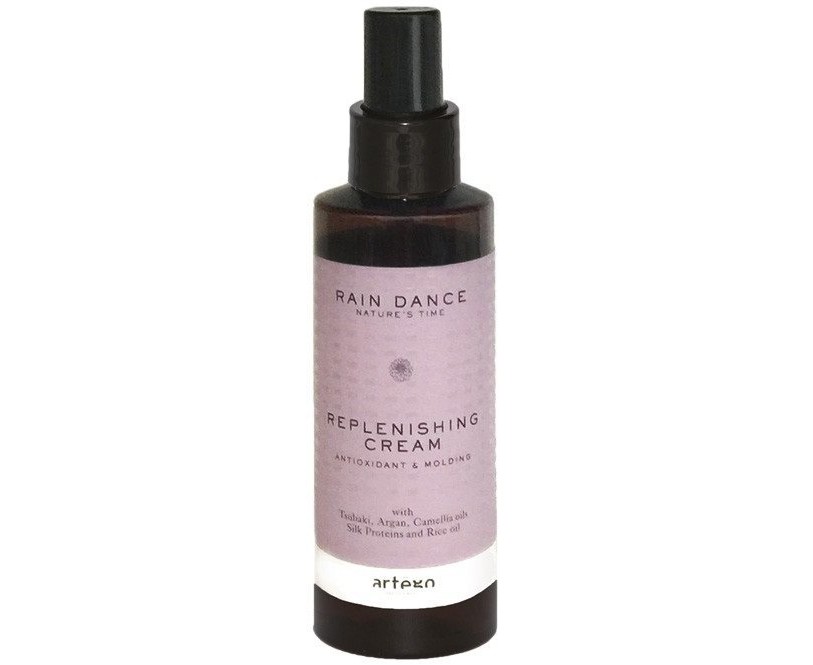 RAIN DANCE
NATURE'S TIME
REPLENISHING
CREAM
ANTIOXIDANT & MOLDING
with
Tsubaki, Argan, Camellia oils
Silk Proteins and Rice oil
artego